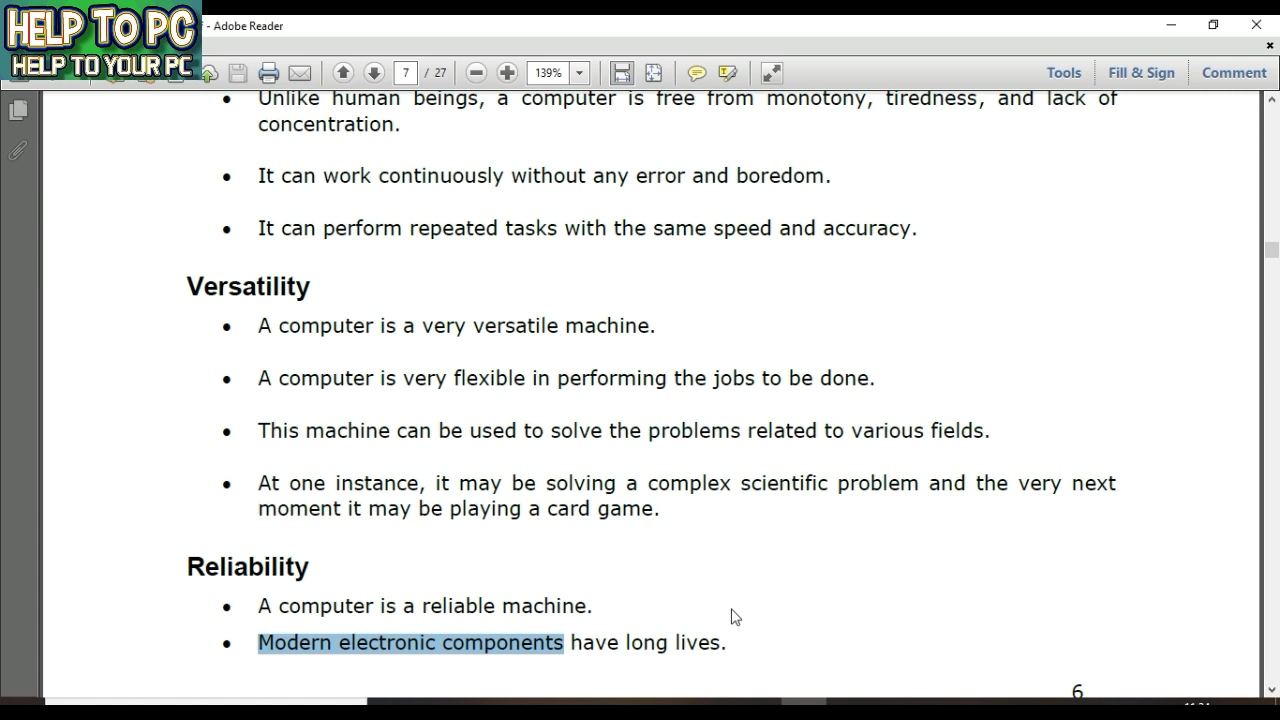 HELP TO PC
HELP TO YOUR PC
- Adobe Reader
7 / 27
139%
Tools
Fill & Sign
Comment
• Unlike human beings, a computer is free from monotony, tiredness, and lack of
concentration.
• It can work continuously without any error and boredom.
• It can perform repeated tasks with the same speed and accuracy.
Versatility
• A computer is a very versatile machine.
• A computer is very flexible in performing the jobs to be done.
• This machine can be used to solve the problems related to various fields.
• At one instance, it may be solving a complex scientific problem and the very next
moment it may be playing a card game.
Reliability
• A computer is a reliable machine.
• Modern electronic components have long lives.
6